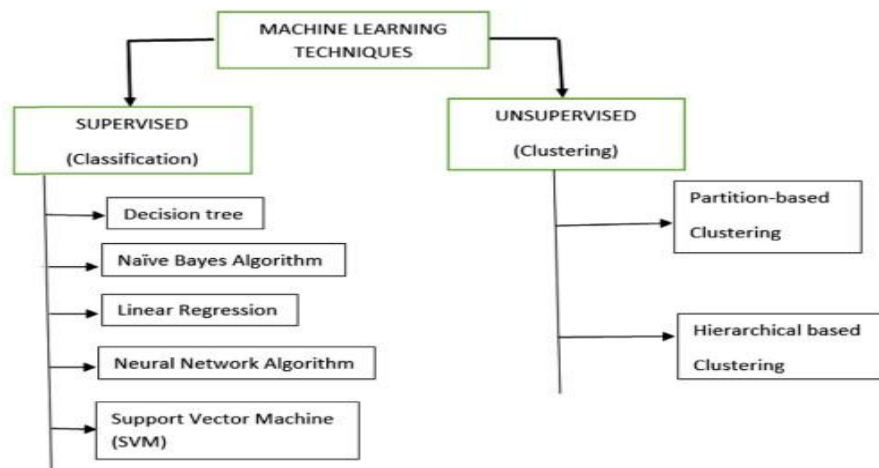 MACHINE LEARNING
TECHNIQUES
SUPERVISED
(Classification)
Decision tree
Naïve Bayes Algorithm
Linear Regression
Neural Network Algorithm
Support Vector Machine
(SVM)
UNSUPERVISED
(Clustering)
Partition-based
Clustering
Hierarchical based
Clustering